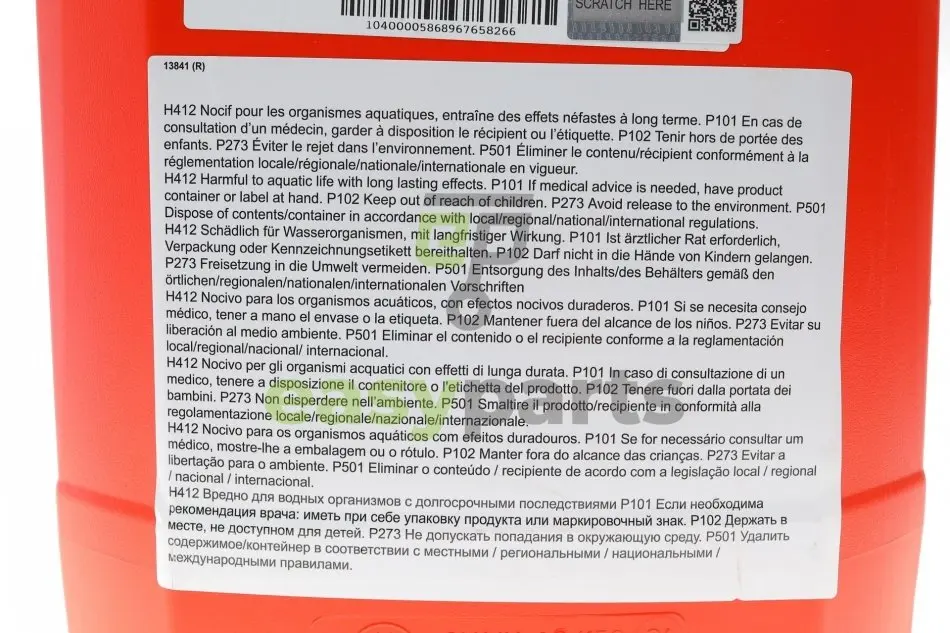 10400005868967658266
SCRATCH HERE
13841 (R)
H412 Nocif pour les organismes aquatiques, entraîne des effets néfastes à long terme. P101 En cas de
consultation d'un médecin, garder à disposition le récipient ou l'étiquette. P102 Tenir hors de portée des
enfants. P273 Éviter le rejet dans l'environnement. P501 Éliminer le contenu/récipient conformément à la
réglementation locale/régionale/nationale/internationale en vigueur.
H412 Harmful to aquatic life with long lasting effects. P101 If medical advice is needed, have product
container or label at hand. P102 Keep out of reach of children. P273 Avoid release to the environment. P501
Dispose of contents/container in accordance with local/regional/national/international regulations.
H412 Schädlich für Wasserorganismen, mit langfristiger Wirkung. P101 Ist ärztlicher Rat erforderlich,
Verpackung oder Kennzeichnungsetikett bereithalten. P102 Darf nicht in die Hände von Kindern gelangen.
P273 Freisetzung in die Umwelt vermeiden. P501 Entsorgung des Inhalts/des Behälters gemäß den
örtlichen/regionalen/nationalen/internationalen Vorschriften
H412 Nocivo para los organismos acuáticos, con efectos nocivos duraderos. P101 Si se necesita consejo
médico, tener a mano el envase o la etiqueta. P102 Mantener fuera del alcance de los niños. P273 Evitar su
liberación al medio ambiente. P501 Eliminar el contenido o el recipiente conforme a la reglamentación
local/regional/nacional/ internacional.
H412 Nocivo per gli organismi acquatici con effetti di lunga durata. P101 In caso di consultazione di un
medico, tenere a disposizione il contenitore o l'etichetta del prodotto. P102 Tenere fuori dalla portata dei
bambini. P273 Non disperdere nell'ambiente. P501 Smaltire il prodotto/recipiente in conformità alla
regolamentazione locale/regionale/nazionale/internazionale.
easyparts
H412 Nocivo para os organismos aquáticos com efeitos duradouros. P101 Se for necessário consultar um
médico, mostre-lhe a embalagem ou o rótulo. P102 Manter fora do alcance das crianças. P273 Evitar a
libertação para o ambiente. P501 Eliminar o conteúdo / recipiente de acordo com a legislação local / regional
/ nacional / internacional.
H412 Вредно для водных организмов с долгосрочными последствиями P101 Если необходима
рекомендация врача: иметь при себе упаковку продукта или маркировочный знак. P102 Держать в
месте, не доступном для детей. P273 Не допускать попадания в окружающую среду. P501 Удалить
содержимое/контейнер в соответствии с местными / региональными / национальными /
международными правилами.